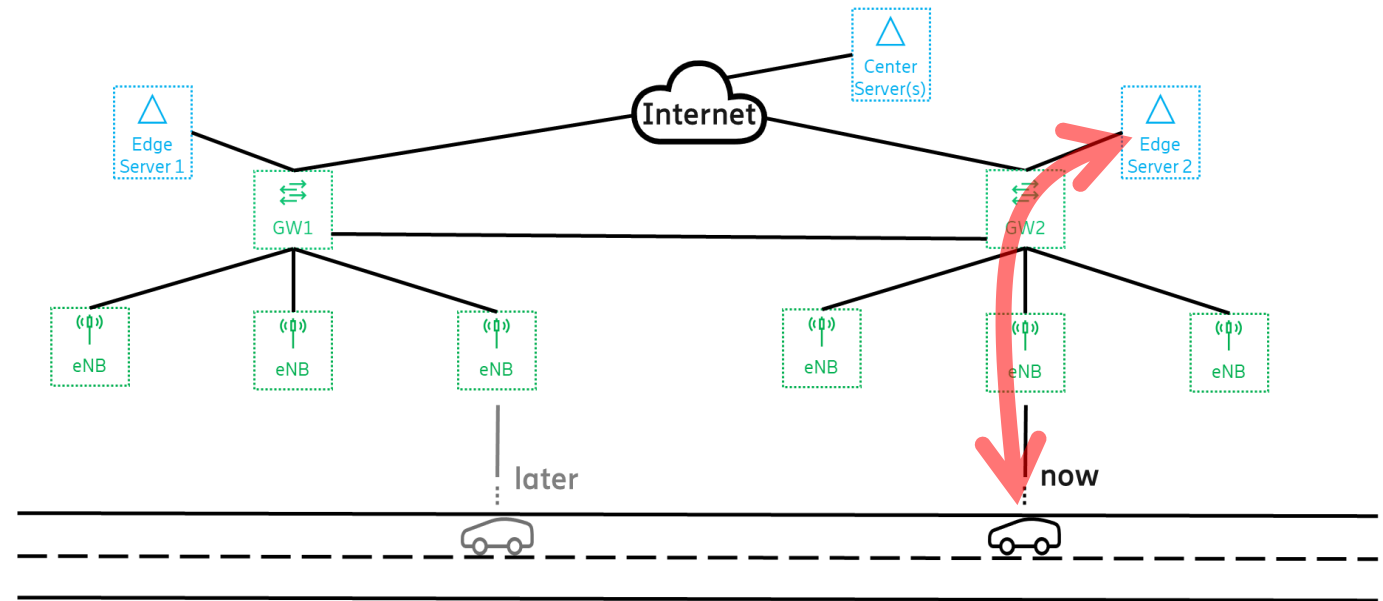 Center
Server(s)
Internet
Edge
Server 1
Edge
Server 2
GW1
GW2
eNB
eNB
eNB
eNB
eNB
eNB
later
now